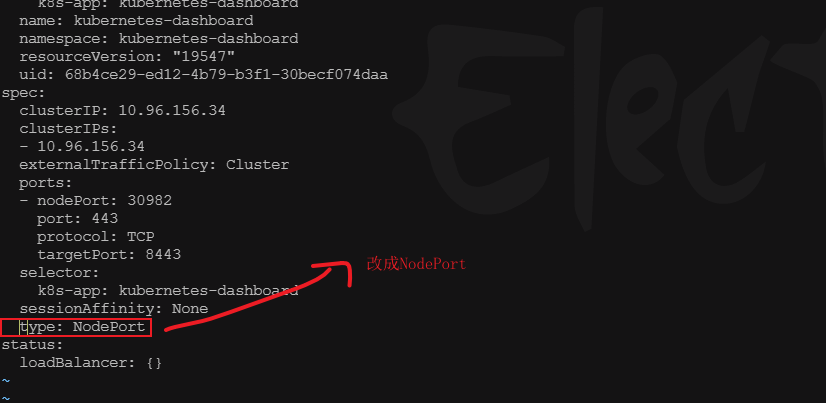 k8s-app: kubernetes-dashboard
name: kubernetes-dashboard
namespace: kubernetes-dashboard
resourceVersion: "19547"
uid: 68b4ce29-ed12-4b79-b3f1-30becf074daa
spec:
clusterIP: 10.96.156.34
clusterIPs:
- 10.96.156.34
externalTrafficPolicy: Cluster
ports:
- nodePort: 30982
port: 443
protocol: TCP
targetPort: 8443
selector:
k8s-app: kubernetes-dashboard
sessionAffinity: None
type: NodePort
status:
loadBalancer: {}
~
~
改成NodePort
Elect